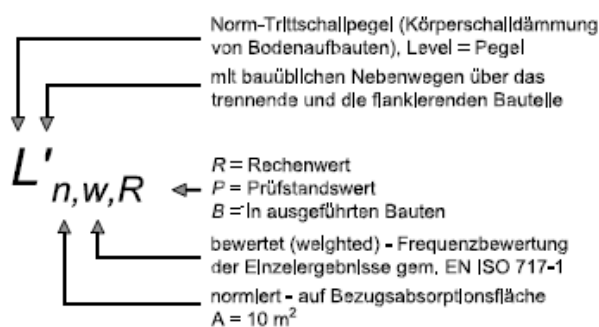 Norm-Trittschallpegel (Körperschalldämmung
von Bodenaufbauten), Level = Pegel
mit bauüblichen Nebenwegen über das
trennende und die flankierenden Bauteile
L'n,w,R
R = Rechenwert
P = Prüfstandswert
B = in ausgeführten Bauten
bewertet (weighted) - Frequenzbewertung
der Einzelergebnisse gem. EN ISO 717-1
normiert - auf Bezugsabsorptionsfläche
A = 10 m²